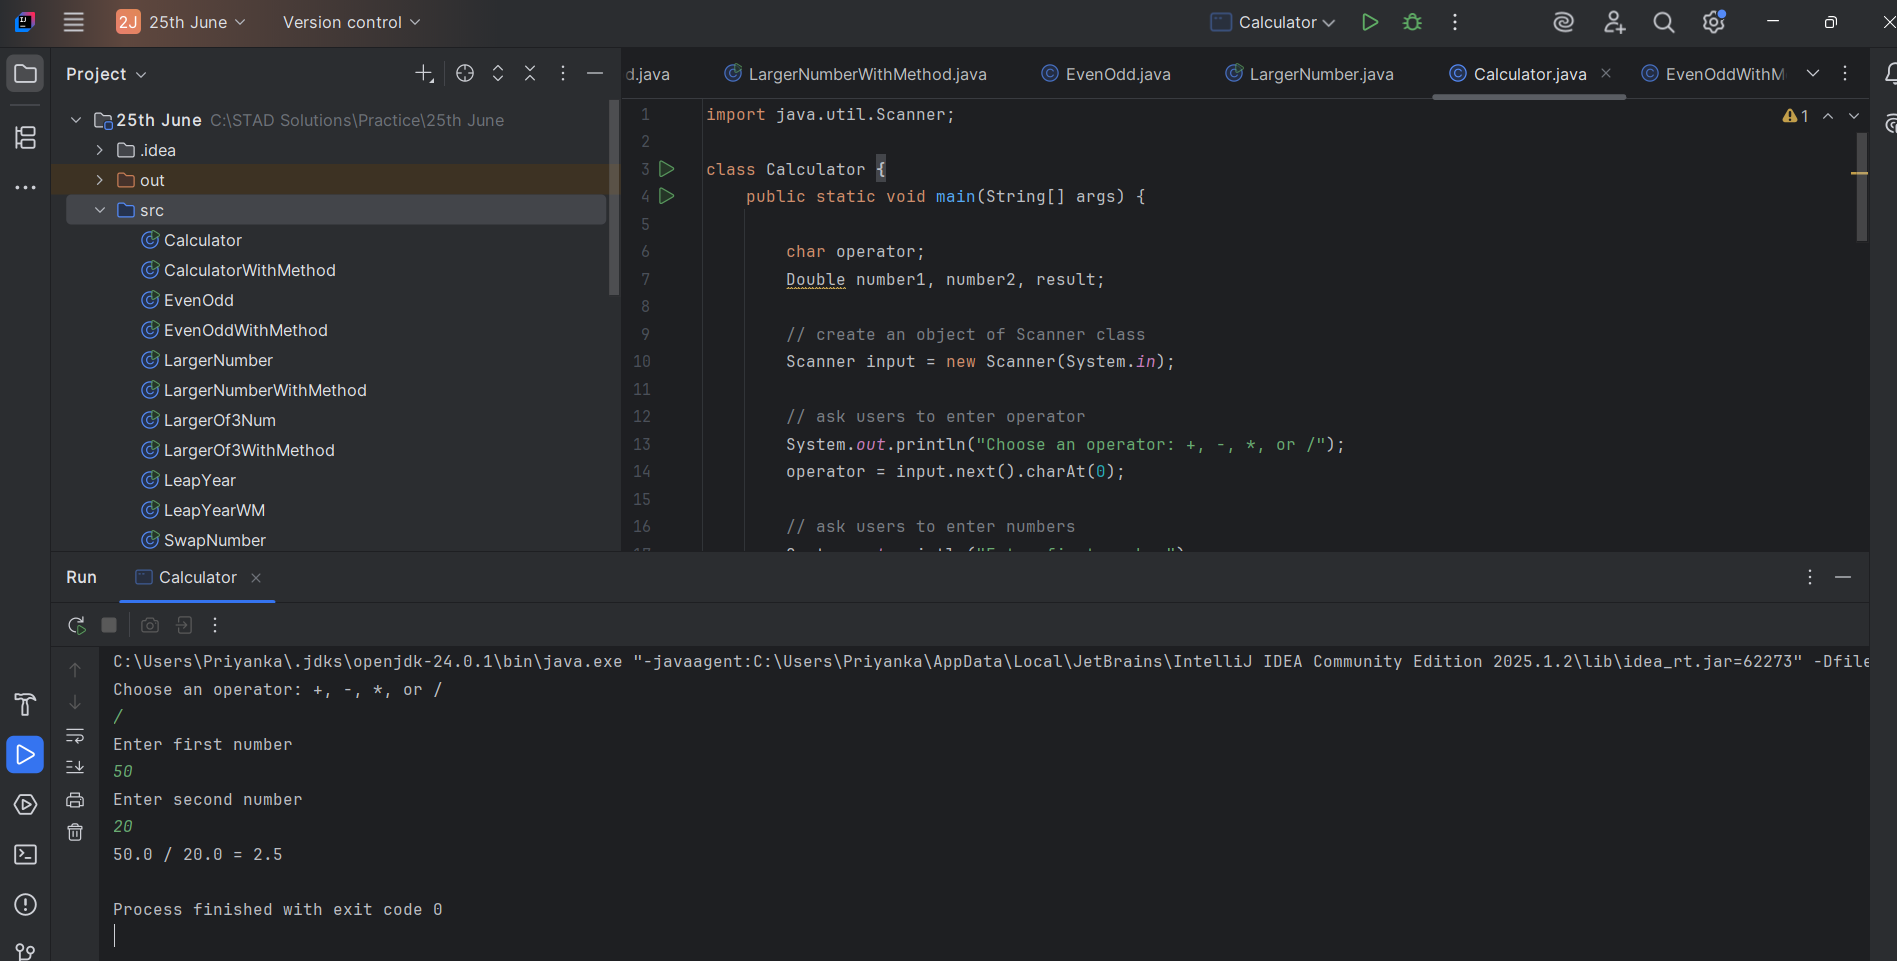 2J 25th June Version control Calculator
Project
25th June C:\STAD Solutions\Practice\25th June
.idea
out
src
Calculator
CalculatorWithMethod
EvenOdd
EvenOddWithMethod
LargerNumber
LargerNumberWithMethod
LargerOf3Num
LargerOf3WithMethod
LeapYear
LeapYearWM
SwapNumber
d.java LargerNumberWithMethod.java EvenOdd.java LargerNumber.java Calculator.java EvenOddWithM
1 import java.util.Scanner; 1
2
3 class Calculator {
4 public static void main(String[] args) {
5
6 char operator;
7 Double number1, number2, result;
8
9 // create an object of Scanner class
10 Scanner input = new Scanner(System.in);
11
12 // ask users to enter operator
13 System.out.println("Choose an operator: +, -, *, or /");
14 operator = input.next().charAt(0);
15
16 // ask users to enter numbers
Run Calculator
C:\Users\Priyanka\.jdks\openjdk-24.0.1\bin\java.exe "-javaagent:C:\Users\Priyanka\AppData\Local\JetBrains\IntelliJ IDEA Community Edition 2025.1.2\lib\idea_rt.jar=62273" -Dfile
Choose an operator: +, -, *, or /
/
Enter first number
50
Enter second number
20
50.0 / 20.0 = 2.5
Process finished with exit code 0